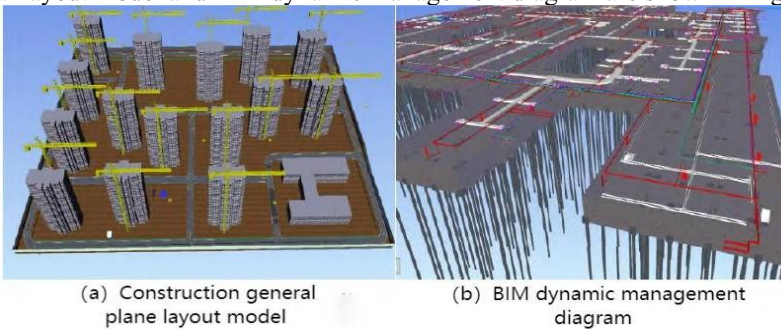 (a) Construction general
plane layout model
(b) BIM dynamic management
diagram